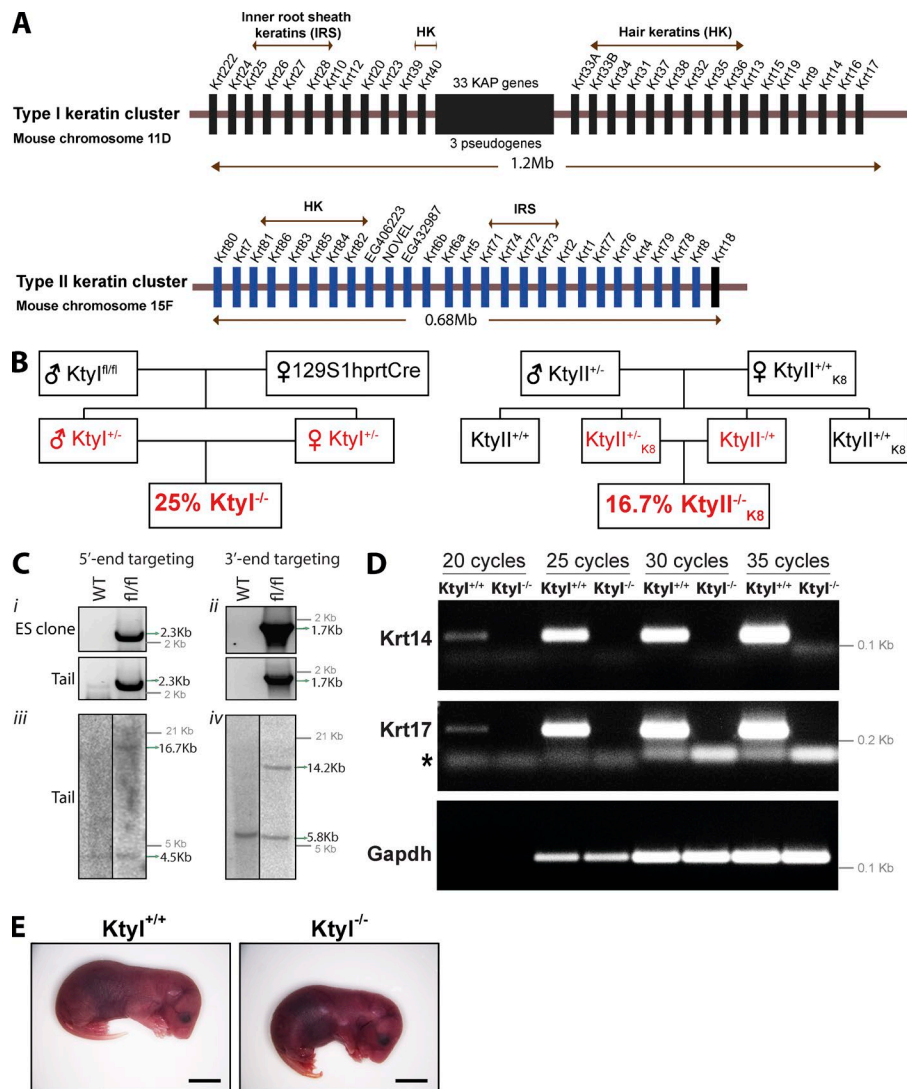 A
Inner root sheath
keratins (IRS)
HK
Hair keratins (HK)
Krt222 Krt24 Krt25 Krt26 Krt27 Krt28 Krt10 Krt12 Krt20 Krt23 Krt39 Krt40 Krt33A Krt33B Krt34 Krt31 Krt37 Krt38 Krt32 Krt35 Krt36 Krt13 Krt15 Krt19 Krt9 Krt14 Krt16 Krt17
33 KAP genes
Type I keratin cluster
Mouse chromosome 11D
3 pseudogenes
1.2Mb
HK
IRS
Krt80 Krt7 Krt81 Krt86 Krt83 Krt85 Krt84 Krt82 EG406223 NOVEL EG432987 Krt6b Krt6a Krt5 Krt71 Krt74 Krt72 Krt73 Krt2 Krt1 Krt77 Krt76 Krt4 Krt79 Krt78 Krt8 Krt18
Type II keratin cluster
Mouse chromosome 15F
0.68Mb
B
♂ KtyI fl/fl
♀129S1hprtCre
♂ KtyI+/-
♀ KtyI+/-
25% KtyI-/-
♂ KtyII+/-
♀ KtyII+/+ K8
KtyII+/+
KtyII+/- K8
KtyII-/+
KtyII+/+ K8
16.7% KtyII-/- K8
C
5'-end targeting
3'-end targeting
WT
fl/fl
WT
fl/fl
i
ES clone
2.3Kb
2 Kb
ii
2 Kb
1.7Kb
Tail
2.3Kb
2 Kb
2 Kb
1.7Kb
iii
Tail
21 Kb
16.7Kb
5 Kb
4.5Kb
iv
21 Kb
14.2Kb
5.8Kb
5 Kb
D
20 cycles 25 cycles 30 cycles 35 cycles
KtyI+/+ KtyI-/- KtyI+/+ KtyI-/- KtyI+/+ KtyI-/- KtyI+/+ KtyI-/-
Krt14
0.1 Kb
Krt17
0.2 Kb
*
Gapdh
0.1 Kb
E
KtyI+/+
KtyI-/-